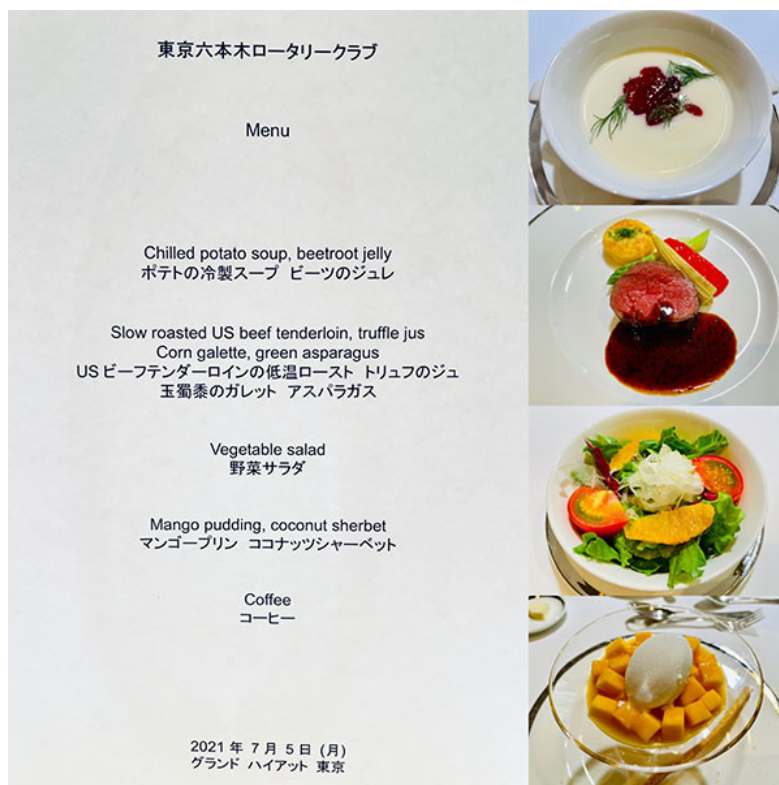 東京六本木ロータリークラブ
Menu
Chilled potato soup, beetroot jelly
ポテトの冷製スープ ビーツのジュレ
Slow roasted US beef tenderloin, truffle jus
Corn galette, green asparagus
US ビーフテンダーロインの低温ロースト トリュフのジュ
玉蜀黍のガレット アスパラガス
Vegetable salad
野菜サラダ
Mango pudding, coconut sherbet
マンゴープリン ココナッツシャーベット
Coffee
コーヒー
2021 年 7 月 5 日 (月)
グランド ハイアット 東京